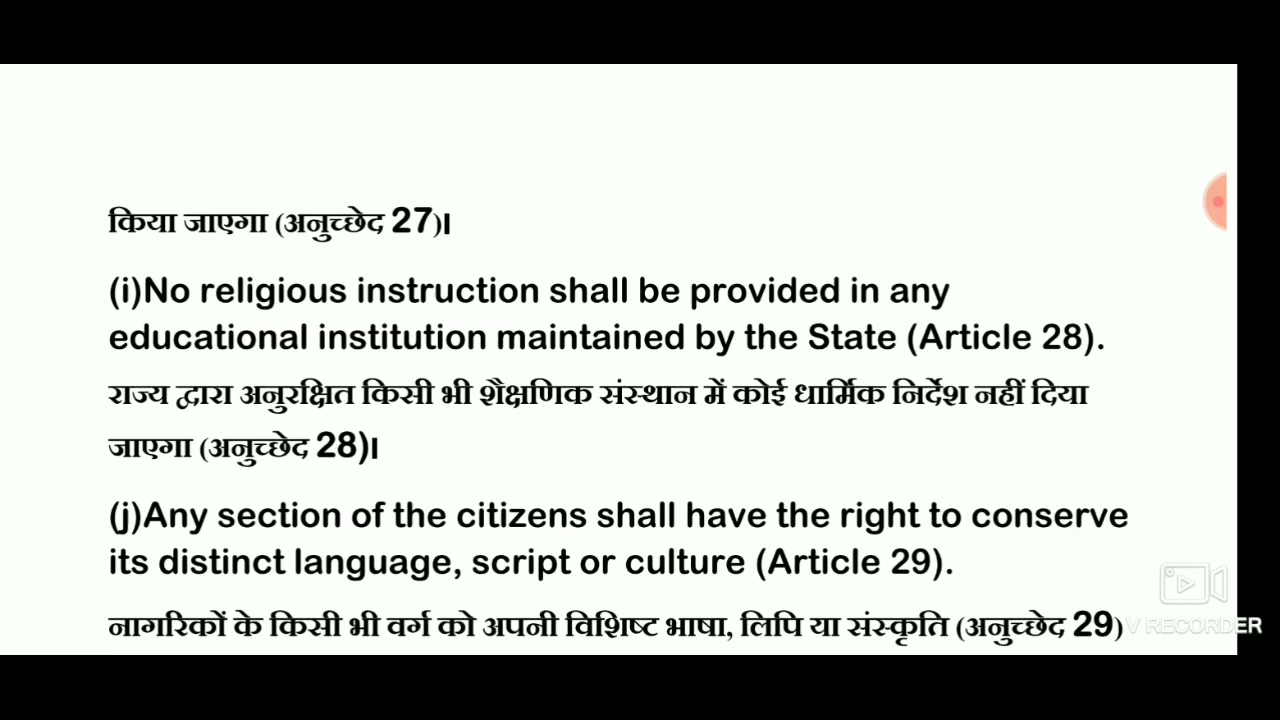 किया जाएगा (अनुच्छेद 27)।
(i)No religious instruction shall be provided in any
educational institution maintained by the State (Article 28).
राज्य द्वारा अनुरक्षित किसी भी शैक्षणिक संस्थान में कोई धार्मिक निर्देश नहीं दिया
जाएगा (अनुच्छेद 28)।
(j)Any section of the citizens shall have the right to conserve
its distinct language, script or culture (Article 29).
नागरिकों के किसी भी वर्ग को अपनी विशिष्ट भाषा, लिपि या संस्कृति (अनुच्छेद 29)
V RECORDER